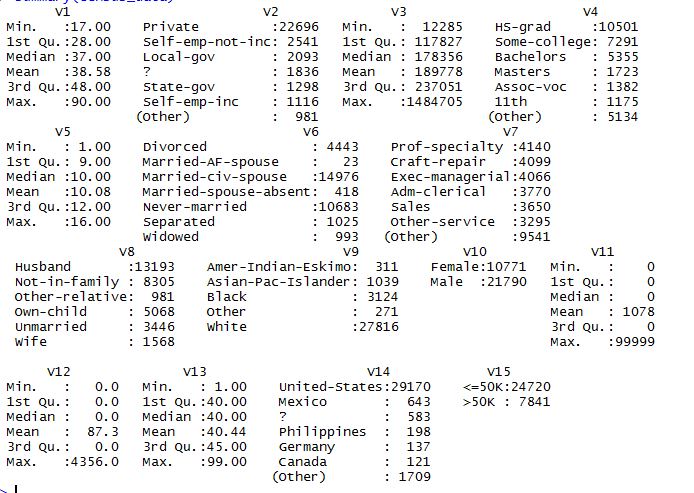 V1                     V2              V3                  V4
Min.   :17.00   Private         :22696   Min.   :  12285   HS-grad     :10501
1st Qu.:28.00   Self-emp-not-inc: 2541   1st Qu.: 117827   Some-college: 7291
Median :37.00   Local-gov       : 2093   Median : 178356   Bachelors   : 5355
Mean   :38.58   ?               : 1836   Mean   : 189778   Masters     : 1723
3rd Qu.:48.00   State-gov       : 1298   3rd Qu.: 237051   Assoc-voc   : 1382
Max.   :90.00   Self-emp-inc    : 1116   Max.   :1484705   11th        : 1175
                (Other)         :  981                     (Other)     : 5134
      V5                      V6                      V7
Min.   : 1.00   Divorced             : 4443   Prof-specialty :4140
1st Qu.: 9.00   Married-AF-spouse    :   23   Craft-repair   :4099
Median :10.00   Married-civ-spouse   :14976   Exec-managerial:4066
Mean   :10.08   Married-spouse-absent:  418   Adm-clerical   :3770
3rd Qu.:12.00   Never-married        :10683   Sales          :3650
Max.   :16.00   Separated            : 1025   Other-service  :3295
                Widowed              :  993   (Other)        :9541
              V8                      V9            V10             V11
Husband       :13193   Amer-Indian-Eskimo:  311   Female:10771   Min.   :    0
Not-in-family : 8305   Asian-Pac-Islander: 1039   Male  :21790   1st Qu.:    0
Other-relative:  981   Black             : 3124                  Median :    0
Own-child     : 5068   Other             :  271                  Mean   : 1078
Unmarried     : 3446   White             :27816                  3rd Qu.:    0
Wife          : 1568                                             Max.   :99999
     V12              V13                   V14          V15
Min.   :   0.0   Min.   : 1.00   United-States:29170   <=50K:24720
1st Qu.:   0.0   1st Qu.:40.00   Mexico       :  643   >50K : 7841
Median :   0.0   Median :40.00   ?            :  583
Mean   :  87.3   Mean   :40.44   Philippines  :  198
3rd Qu.:   0.0   3rd Qu.:45.00   Germany      :  137
Max.   :4356.0   Max.   :99.00   Canada       :  121
                                 (Other)      : 1709
>